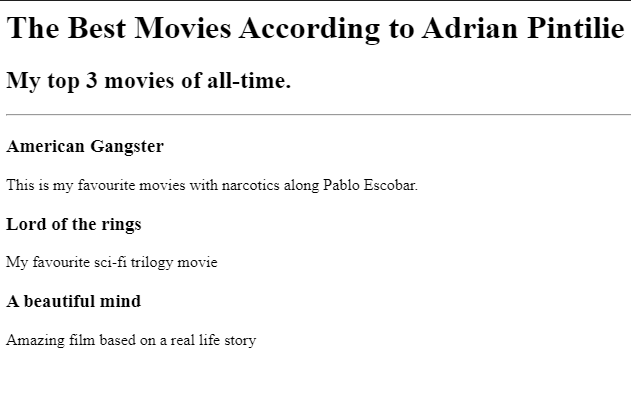 The Best Movies According to Adrian Pintilie
My top 3 movies of all-time.
American Gangster
This is my favourite movies with narcotics along Pablo Escobar.
Lord of the rings
My favourite sci-fi trilogy movie
A beautiful mind
Amazing film based on a real life story